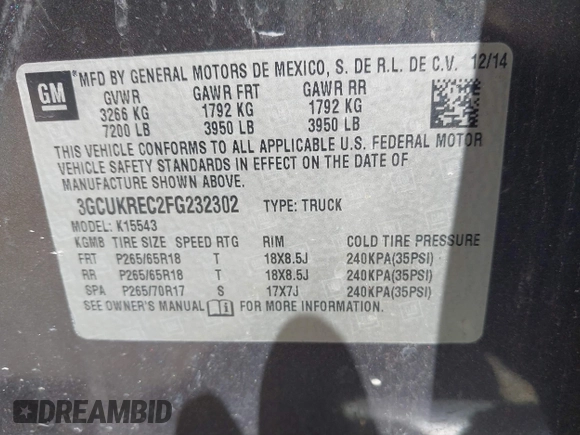 GM
*MFD BY GENERAL MOTORS DE MEXICO, S. DE R.L. DE C.V. 12/14
GVWR GAWR FRT GAWR RR
3266 KG 1792 KG 1792 KG
7200 LB 3950 LB 3950 LB
THIS VEHICLE CONFORMS TO ALL APPLICABLE U.S. FEDERAL MOTOR
VEHICLE SAFETY STANDARDS IN EFFECT ON THE DATE OF
MANUFACTURE SHOWN ABOVE.
3GCUKREC2FG232302 TYPE: TRUCK
MODEL: K15543
KGMB TIRE SIZE SPEED RTG RIM COLD TIRE PRESSURE
FRT P265/65R18 T 18X8.5J 240KPA(35PSI)
RR P265/65R18 T 18X8.5J 240KPA(35PSI)
SPA P265/70R17 S 17X7J 240KPA(35PSI)
SEE OWNER'S MANUAL FOR MORE INFORMATION.
DREAMBID